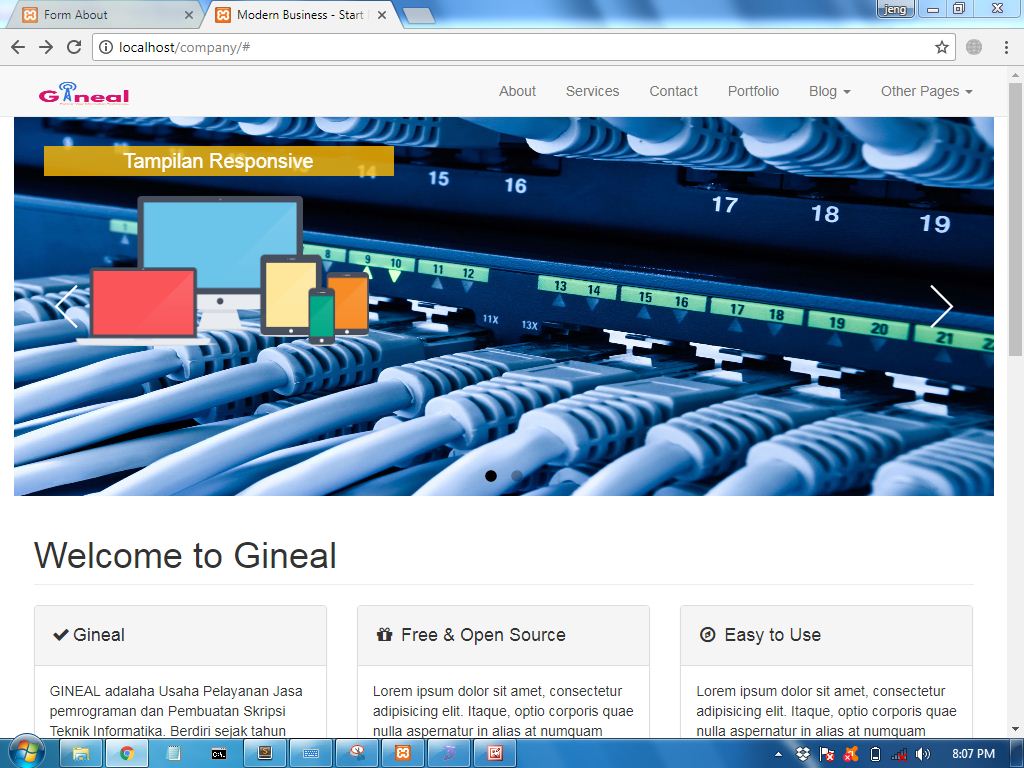 Form About
Modern Business - Start
jeng
localhost/company/#
Gineal
About
Services
Contact
Portfolio
Blog
Other Pages
Tampilan Responsive
14
15
16
17
18
19
8
9
10
11
12
13
14
15
16
17
18
19
20
21
11X
13X
Welcome to Gineal
Gineal
GINEAL adalaha Usaha Pelayanan Jasa
pemrograman dan Pembuatan Skripsi
Teknik Informatika. Berdiri sejak tahun
Free & Open Source
Lorem ipsum dolor sit amet, consectetur
adipisicing elit. Itaque, optio corporis quae
nulla aspernatur in alias at numquam
Easy to Use
Lorem ipsum dolor sit amet, consectetur
adipisicing elit. Itaque, optio corporis quae
nulla aspernatur in alias at numquam
8:07 PM